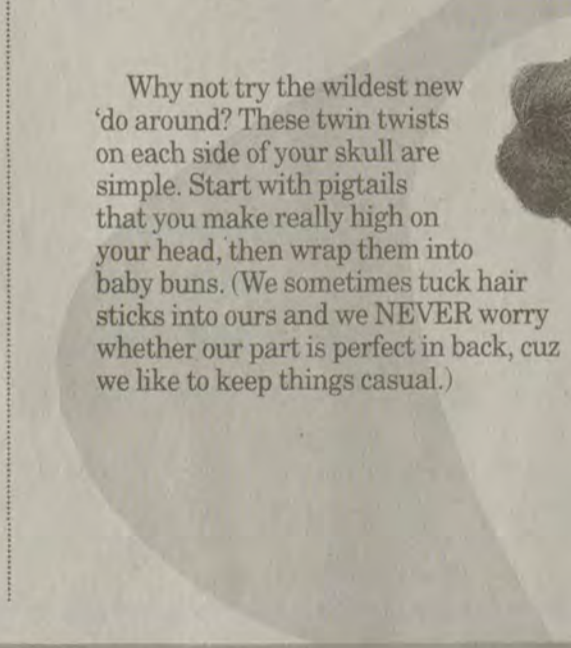 Why not try the wildest new
'do around? These twin twists
on each side of your skull are
simple. Start with pigtails
that you make really high on
your head, then wrap them into
baby buns. (We sometimes tuck hair
sticks into ours and we NEVER worry
whether our part is perfect in back, cuz
we like to keep things casual.)